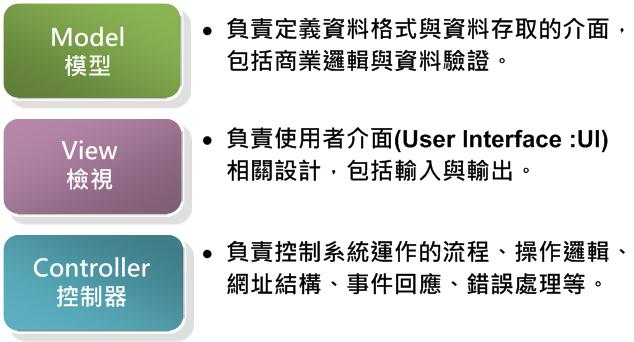 Model
模型
• 負責定義資料格式與資料存取的介面，
包括商業邏輯與資料驗證。
View
檢視
• 負責使用者介面(User Interface :UI)
相關設計，包括輸入與輸出。
Controller
控制器
• 負責控制系統運作的流程、操作邏輯、
網址結構、事件回應、錯誤處理等。